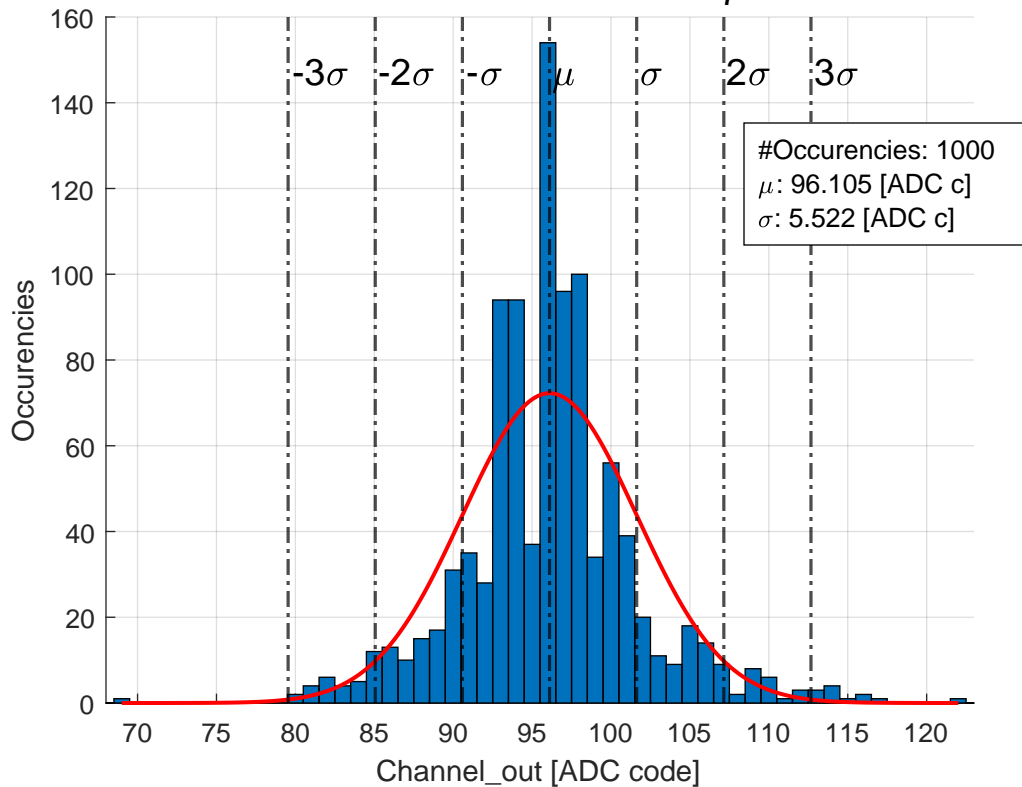 160
-3σ -2σ -σ μ σ 2σ 3σ
140
#Occurencies: 1000
μ: 96.105 [ADC c]
σ: 5.522 [ADC c]
120
100
80
60
40
20
0
Occurencies
70 75 80 85 90 95 100 105 110 115 120
Channel_out [ADC code]